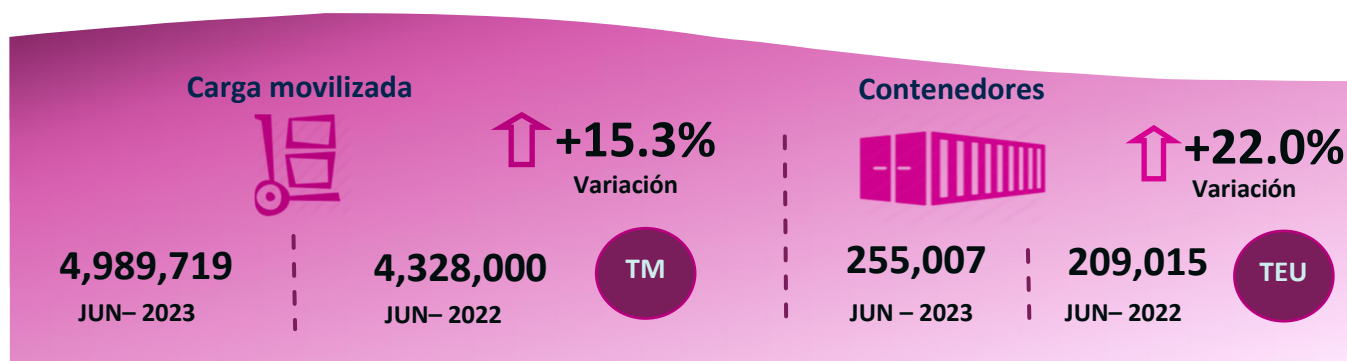 Carga movilizada
+15.3%
Variación
4,989,719
JUN– 2023
4,328,000
JUN– 2022
TM
Contenedores
+22.0%
Variación
255,007
JUN – 2023
209,015
JUN– 2022
TEU